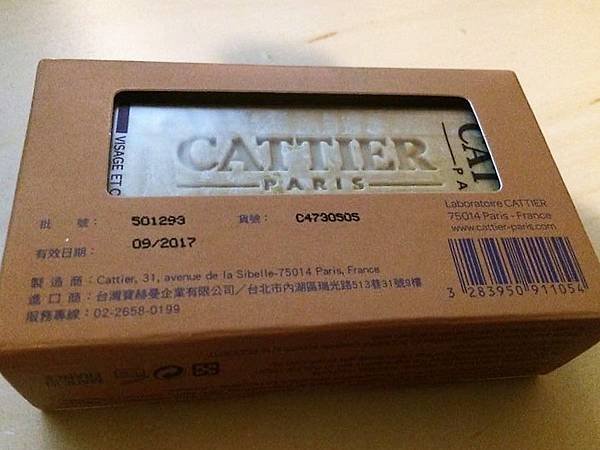 VISAGE ET C
CATTIER
PARIS
CAT
PA
Laboratoire CATTIER
75014 Paris - France
www.cattier-paris.com
批 號： 501293 貨號： C4730505
有效日期： 09/2017
製造商：Cattier, 31, avenue de la Sibelle-75014 Paris, France
進口商：台灣寶赫曼企業有限公司／台北市內湖區瑞光路513巷31號9樓
服務專線：02-2658-0199
3 283950 911054